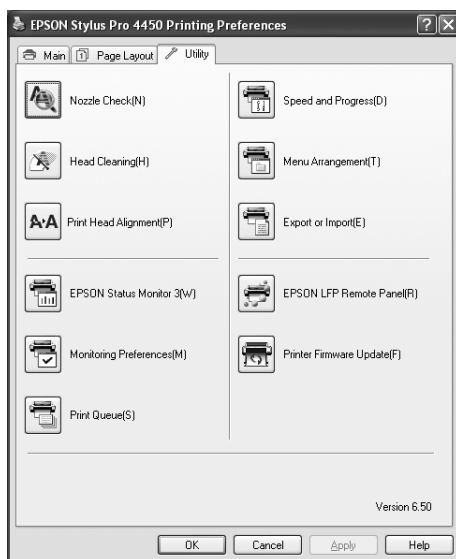 EPSON Stylus Pro 4450 Printing Preferences
Main
1
Page Layout
Utility
Nozzle Check(N)
Speed and Progress(D)
Head Cleaning(H)
Menu Arrangement(T)
A A
Print Head Alignment(P)
Export or Import(E)
EPSON Status Monitor 3(W)
EPSON LFP Remote Panel(R)
Monitoring Preferences(M)
Printer Firmware Update(F)
Print Queue(S)
Version 6.50
OK
Cancel
Apply
Help